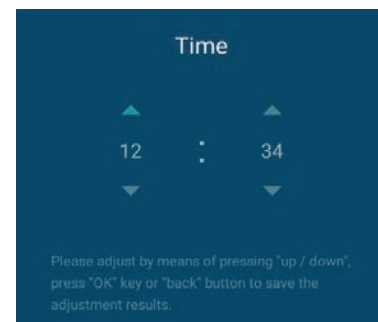 Time
12 : 34
Please adjust by means of pressing "up / down",
press "OK" key or "back" button to save the
adjustment results.